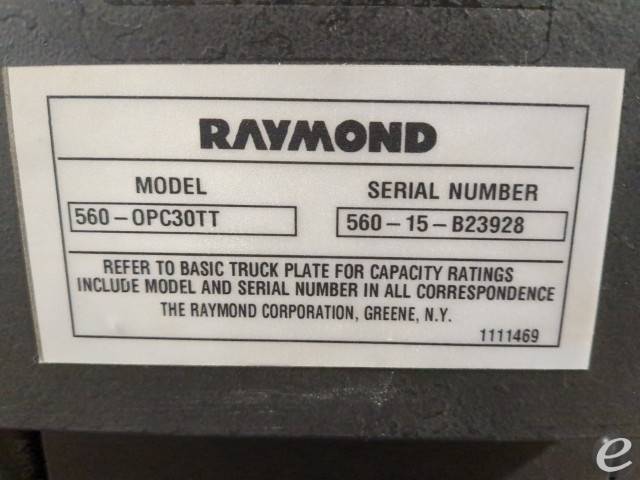 RAYMOND
MODEL
560-OPC30TT
SERIAL NUMBER
560-15-B23928
REFER TO BASIC TRUCK PLATE FOR CAPACITY RATINGS
INCLUDE MODEL AND SERIAL NUMBER IN ALL CORRESPONDENCE
THE RAYMOND CORPORATION, GREENE, N.Y.
1111469
e